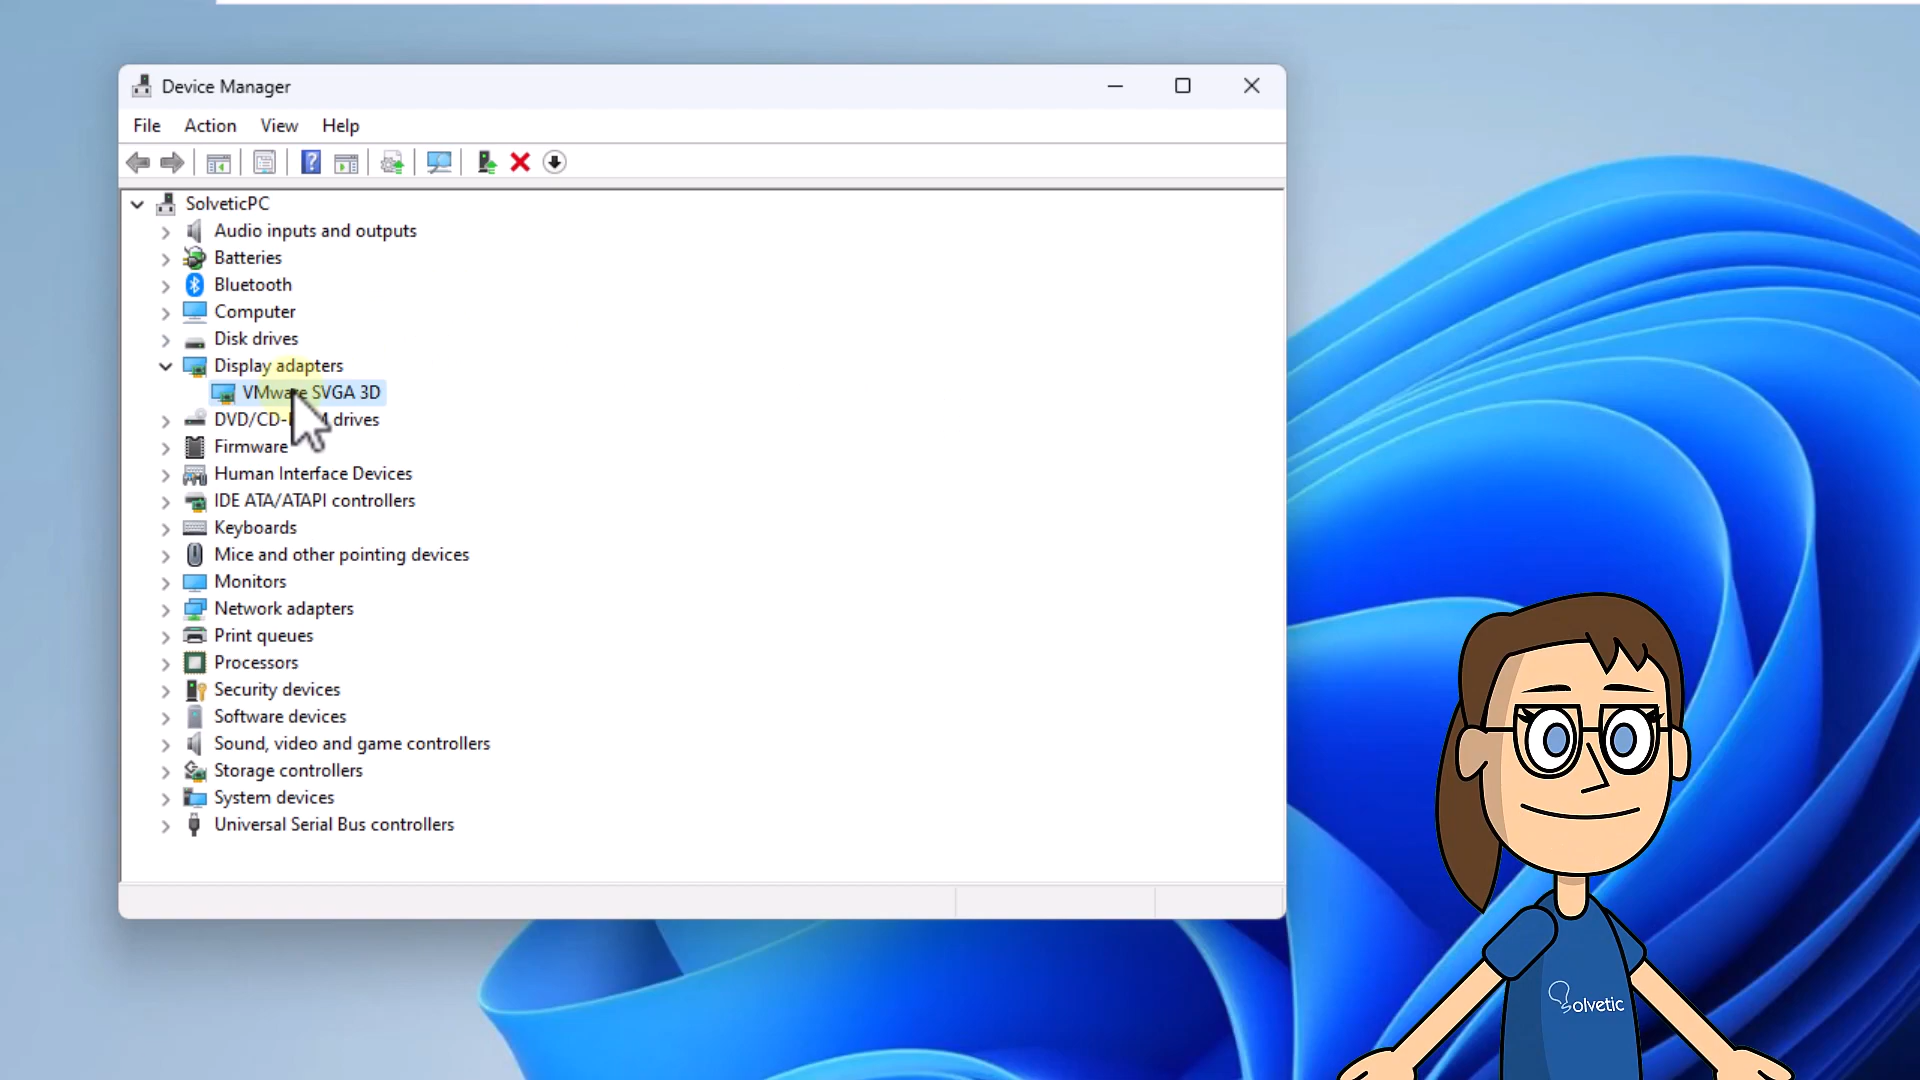 Device Manager
File Action View Help
SolveticPC
Audio inputs and outputs
Batteries
Bluetooth
Computer
Disk drives
Display adapters
VMware SVGA 3D
DVD/CD- drives
Firmware
Human Interface Devices
IDE ATA/ATAPI controllers
Keyboards
Mice and other pointing devices
Monitors
Network adapters
Print queues
Processors
Security devices
Software devices
Sound, video and game controllers
Storage controllers
System devices
Universal Serial Bus controllers
Solvetic